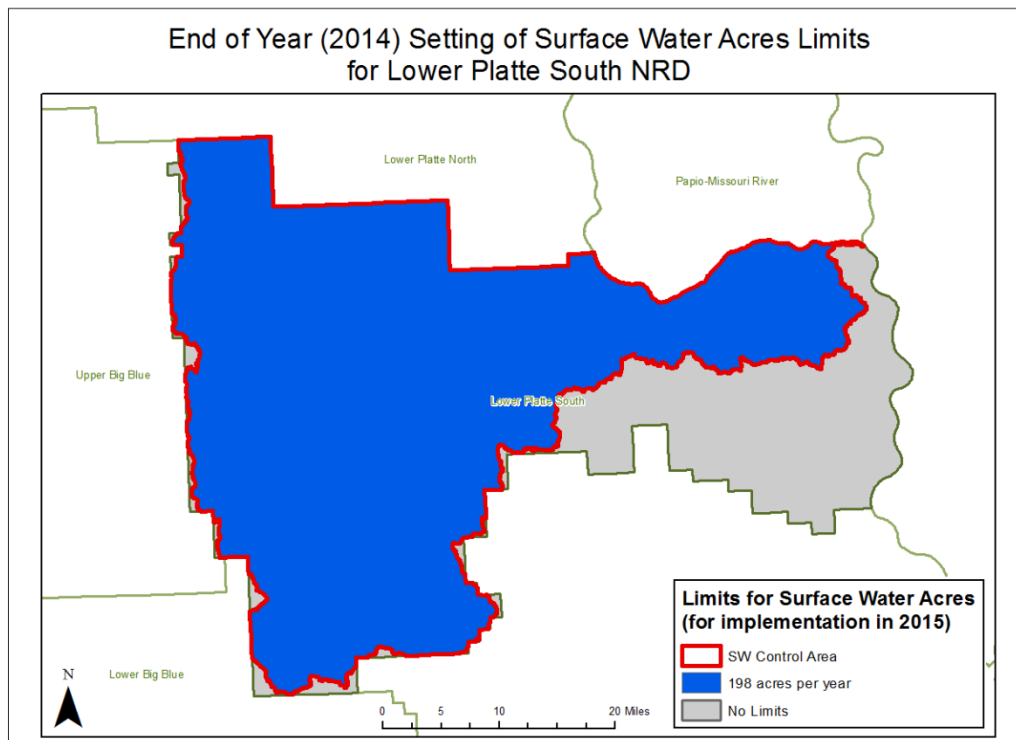 End of Year (2014) Setting of Surface Water Acres Limits
for Lower Platte South NRD
Lower Platte North
Papio-Missouri River
Upper Big Blue
Lower Platte South
Lower Big Blue
N
0 5 10 20 Miles
Limits for Surface Water Acres
(for implementation in 2015)
SW Control Area
198 acres per year
No Limits